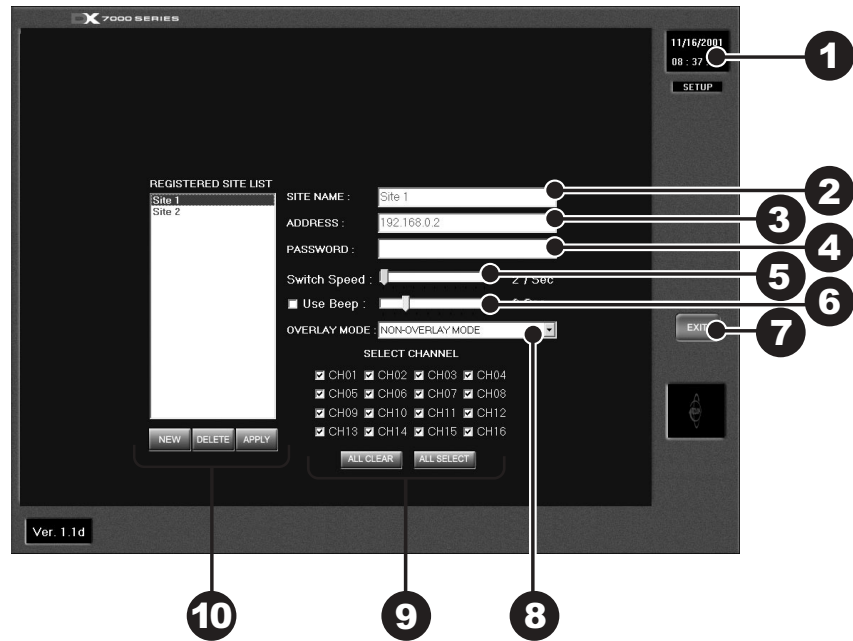 DX 7000 SERIES
11/16/2001
08 : 37
1
SETUP
REGISTERED SITE LIST
Site 1
Site 2
SITE NAME :
Site 1
2
ADDRESS :
192.168.0.2
3
PASSWORD :
4
Switch Speed :
2 / Sec
5
Use Beep :
6
OVERLAY MODE :
NON-OVERLAY MODE
EXIT
7
SELECT CHANNEL
CH01 CH02 CH03 CH04
CH05 CH06 CH07 CH08
CH09 CH10 CH11 CH12
CH13 CH14 CH15 CH16
NEW DELETE APPLY
ALL CLEAR ALL SELECT
Ver. 1.1d
10
9
8